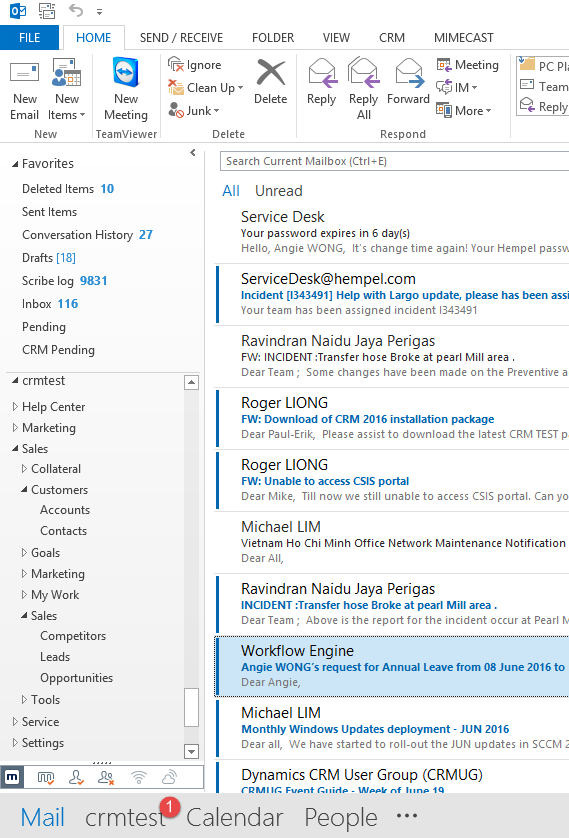 FILE HOME SEND / RECEIVE FOLDER VIEW CRM MIMECAST
New Email
New Items
New Meeting
Ignore
Clean Up
Junk
Delete
Reply
Reply All
Forward
Meeting
IM
More
PC Pla
Team
Reply
New TeamViewer Delete Respond
Favorites
Deleted Items 10
Sent Items
Conversation History 27
Drafts [18]
Scribe log 9831
Inbox 116
Pending
CRM Pending
crmtest
Help Center
Marketing
Sales
Collateral
Customers
Accounts
Contacts
Goals
Marketing
My Work
Sales
Competitors
Leads
Opportunities
Tools
Service
Settings
Search Current Mailbox (Ctrl+E)
All Unread
Service Desk
Your password expires in 6 day(s)
Hello, Angie WONG, It's change time again! Your Hempel passw
ServiceDesk@hempel.com
Incident [I343491] Help with Largo update, please has been assi
Your team has been assigned incident I343491
Ravindran Naidu Jaya Perigas
FW: INCIDENT :Transfer hose Broke at pearl Mill area .
Dear Team ; Some changes have been made on the Preventive a
Roger LIONG
FW: Download of CRM 2016 installation package
Dear Paul-Erik, Please assist to download the latest CRM TEST pa
Roger LIONG
FW: Unable to access CSIS portal
Dear Mike, Till now we still unable to access CSIS portal. Can yo
Michael LIM
Vietnam Ho Chi Minh Office Network Maintenance Notification
Dear All,
Ravindran Naidu Jaya Perigas
INCIDENT :Transfer hose Broke at pearl Mill area .
Dear Team ; Above is the report for the incident occur at Pearl M
Workflow Engine
Angie WONG's request for Annual Leave from 08 June 2016 to
Dear Angie,
Michael LIM
Monthly Windows Updates deployment - JUN 2016
Dear all, We have started to roll-out the JUN updates in SCCM 2
Dynamics CRM User Group (CRMUG)
CRMUG Event Guide - Week of June 19
m
Mail crmtest 1 Calendar People ···